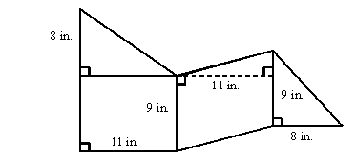 8 in.
11 in.
9 in.
9 in.
11 in
8 in.